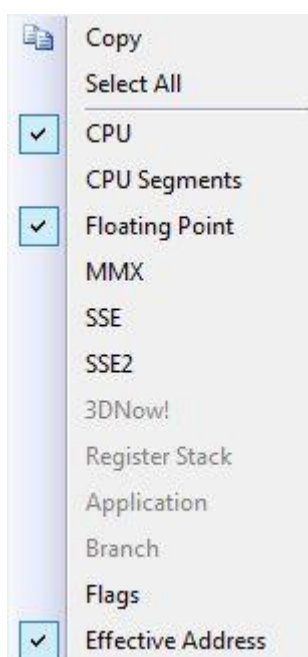 Copy
Select All
CPU
CPU Segments
Floating Point
MMX
SSE
SSE2
3DNow!
Register Stack
Application
Branch
Flags
Effective Address